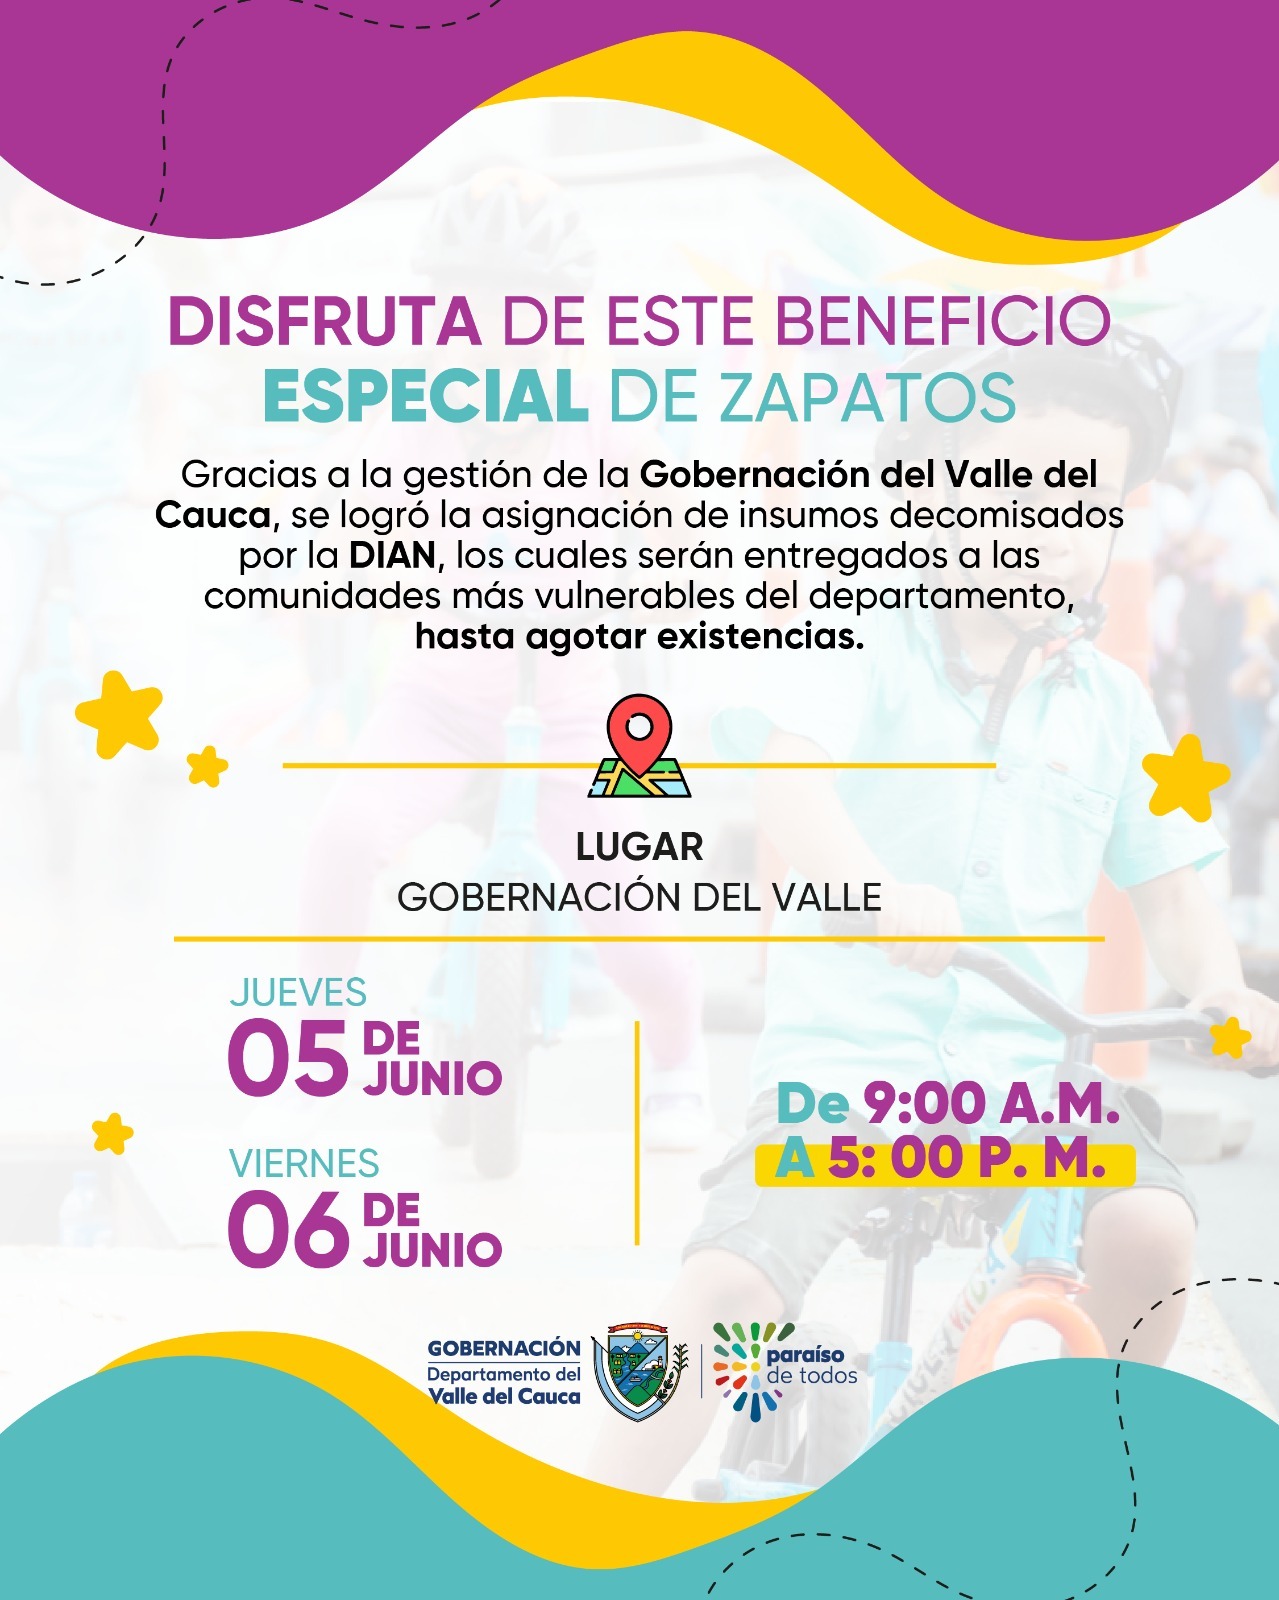 DISFRUTA DE ESTE BENEFICIO
ESPECIAL DE ZAPATOS
Gracias a la gestión de la Gobernación del Valle del
Cauca, se logró la asignación de insumos decomisados
por la DIAN, los cuales serán entregados a las
comunidades más vulnerables del departamento,
hasta agotar existencias.
LUGAR
GOBERNACIÓN DEL VALLE
JUEVES
05 DE
JUNIO
VIERNES
06 DE
JUNIO
De 9:00 A.M.
A 5: 00 P. M.
GOBERNACIÓN
Departamento del
Valle del Cauca
paraíso
de todos